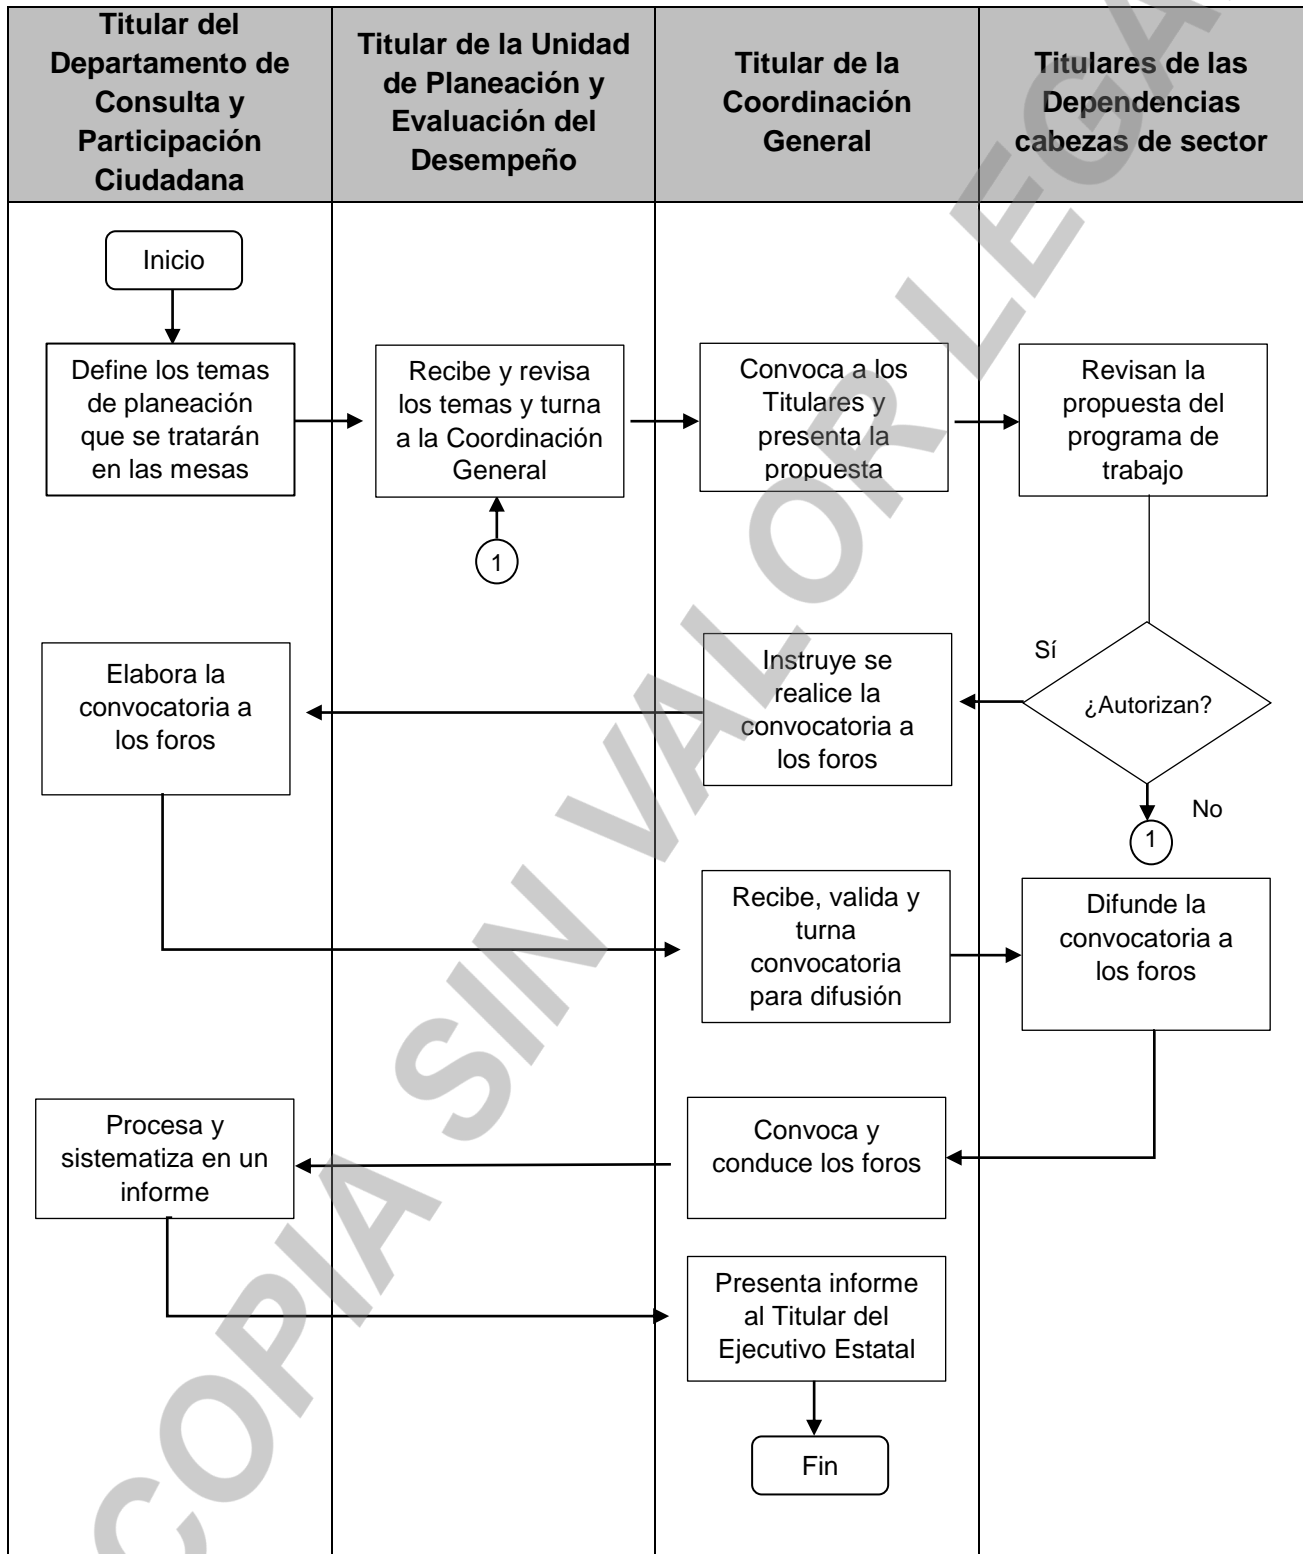 Titular del
Departamento de
Consulta y
Participación
Ciudadana
Titular de la Unidad
de Planeación y
Evaluación del
Desempeño
Titular de la
Coordinación
General
Titulares de las
Dependencias
cabezas de sector
Inicio
Define los temas
de planeación
que se tratarán
en las mesas
Recibe y revisa
los temas y turna
a la Coordinación
General
Convoca a los
Titulares y
presenta la
propuesta
Revisan la
propuesta del
programa de
trabajo
1
Elabora la
convocatoria a
los foros
Instruye se
realice la
convocatoria a
los foros
Sí
¿Autorizan?
No
1
Recibe, valida y
turna
convocatoria
para difusión
Difunde la
convocatoria a
los foros
Procesa y
sistematiza en un
informe
Convoca y
conduce los foros
Presenta informe
al Titular del
Ejecutivo Estatal
Fin
COPIA SIN VALOR LEGA